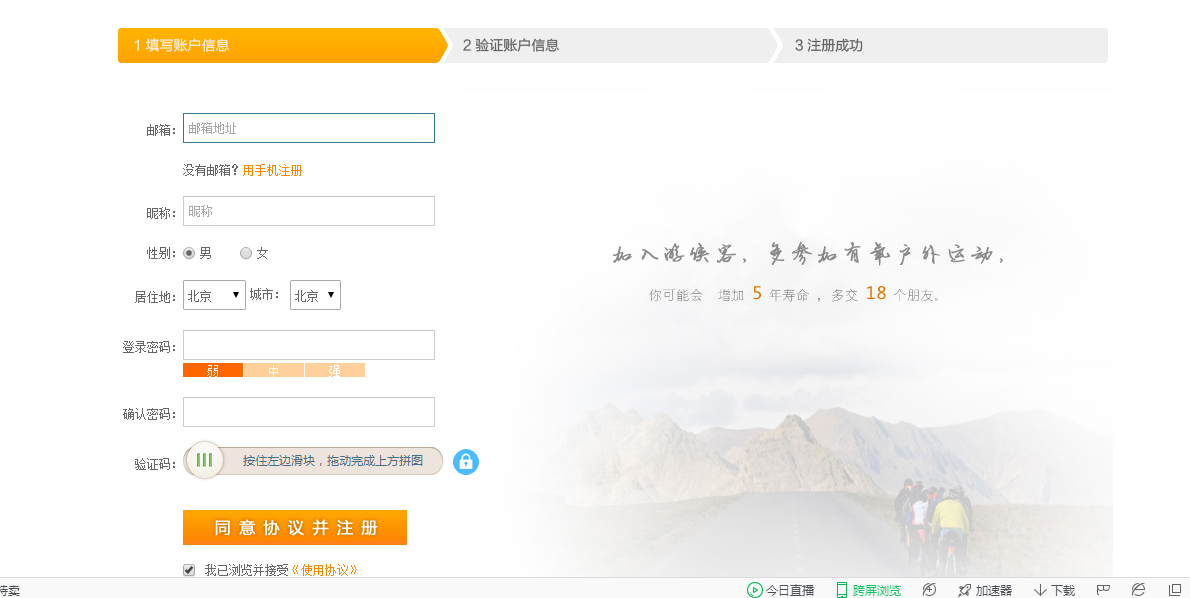 1 填写账户信息 2 验证账户信息 3 注册成功
邮箱： 邮箱地址
没有邮箱？用手机注册
昵称： 昵称
性别： 男 女
居住地： 北京 城市： 北京
登录密码：
弱 中 强
确认密码：
验证码： 按住左边滑块，拖动完成上方拼图
同意协议并注册
我已浏览并接受《使用协议》
加入游侠客，多参加有氧户外运动，
你可能会 增加 5 年寿命 ，多交 18 个朋友。
特卖 今日直播 跨屏浏览 加速器 下载